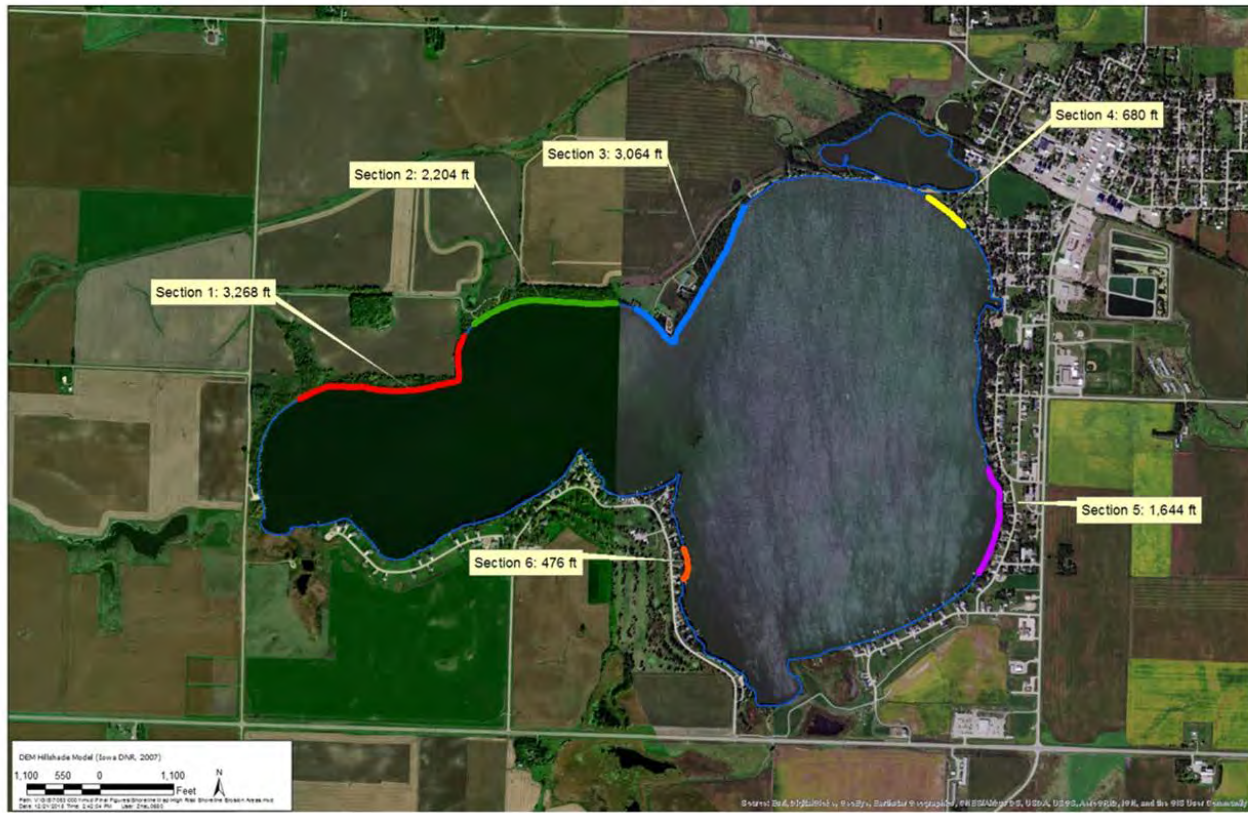 Section 4: 680 ft
Section 3: 3,064 ft
Section 2: 2,204 ft
Section 1: 3,268 ft
Section 5: 1,644 ft
Section 6: 476 ft
DEM Hillshade Model (Iowa DNR, 2007)
1,100 550 0 1,100
Feet
N